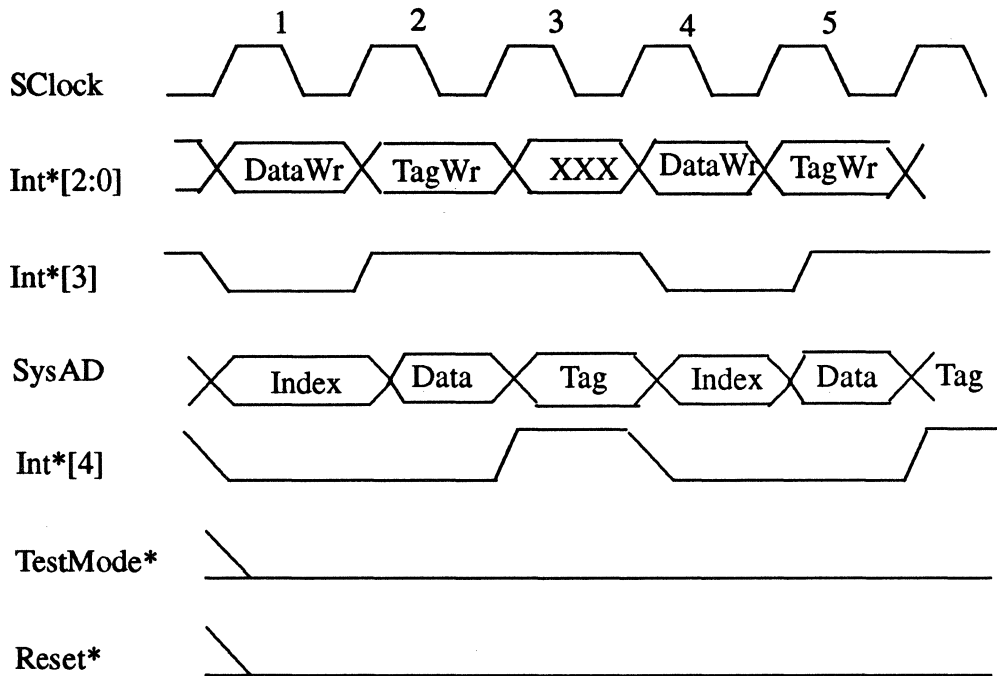 1 2 3 4 5
SClock
Int*[2:0] DataWr TagWr XXX DataWr TagWr
Int*[3]
SysAD Index Data Tag Index Data Tag
Int*[4]
TestMode*
Reset*